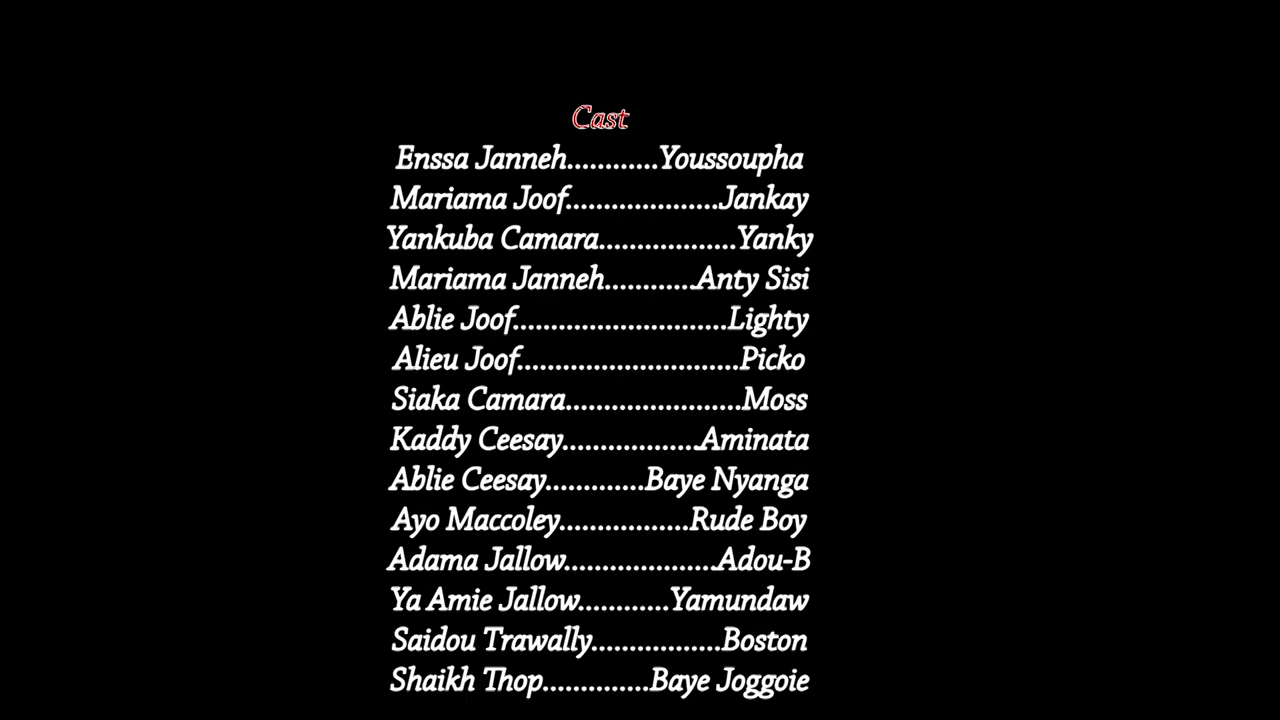 Cast
Enssa Janneh............Youssoupha
Mariama Joof....................Jankay
Yankuba Camara..................Yanky
Mariama Janneh............Anty Sisi
Ablie Joof............................Lighty
Alieu Joof.............................Picko
Siaka Camara.......................Moss
Kaddy Ceesay..................Aminata
Ablie Ceesay.............Baye Nyanga
Ayo Maccoley.................Rude Boy
Adama Jallow....................Adou-B
Ya Amie Jallow............Yamundaw
Saidou Trawally.................Boston
Shaikh Thop..............Baye Joggoie